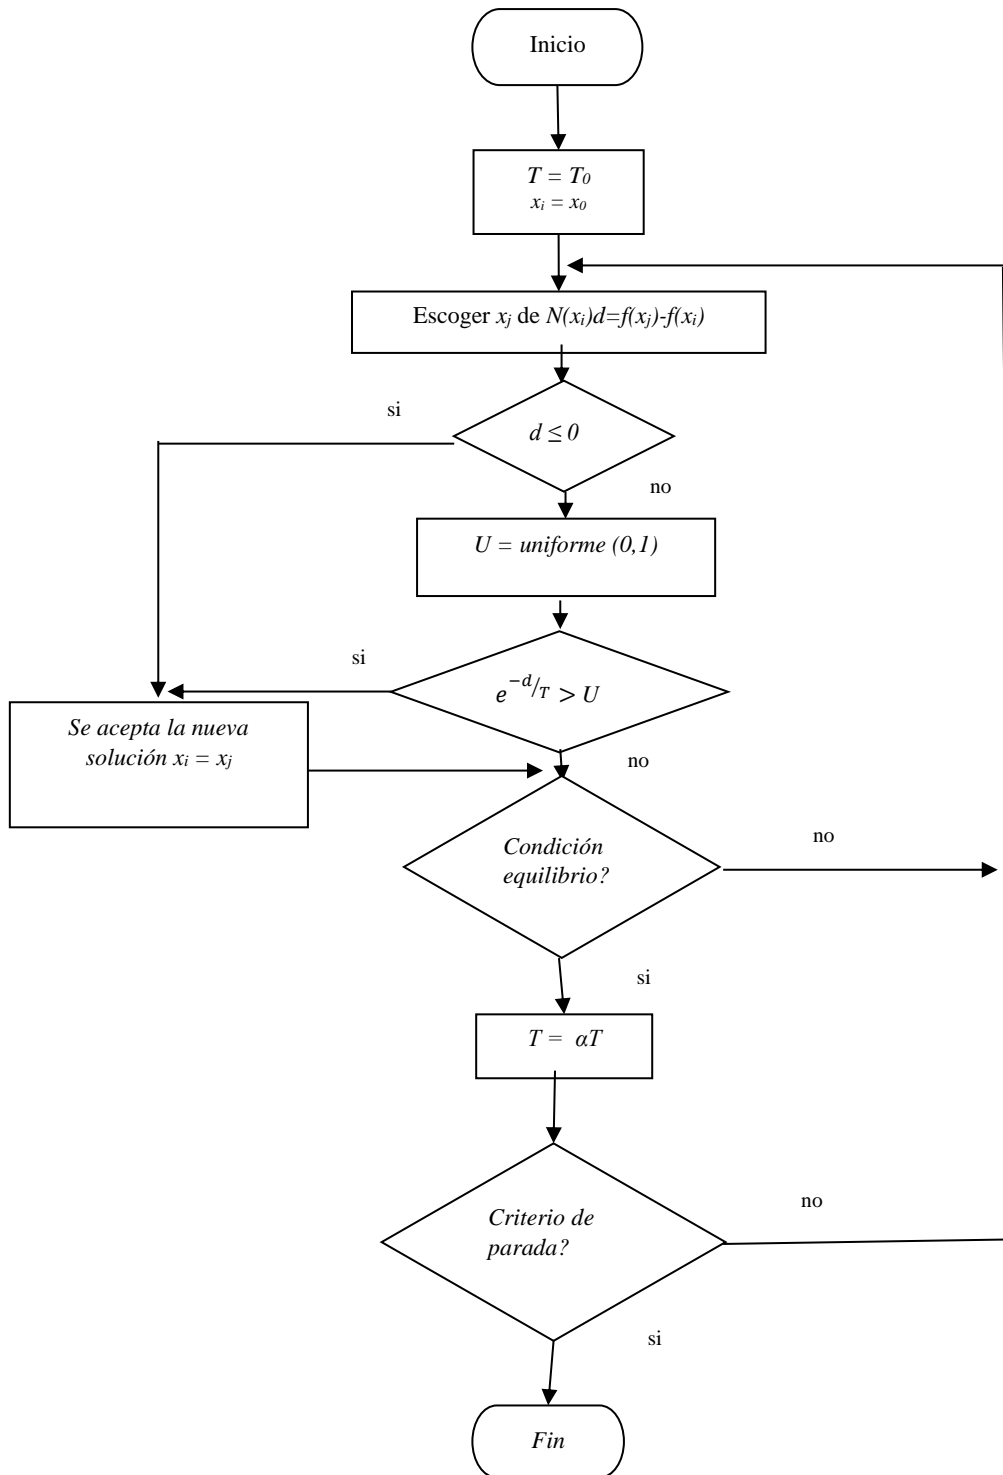 Inicio
T = T0
xi = x0
Escoger xj de N(xi)d=f(xj)-f(xi)
si
d ≤ 0
no
U = uniforme (0,1)
si
e^−d/T > U
no
Se acepta la nueva
solución xi = xj
Condición
equilibrio?
no
si
T = αT
Criterio de
parada?
no
si
Fin